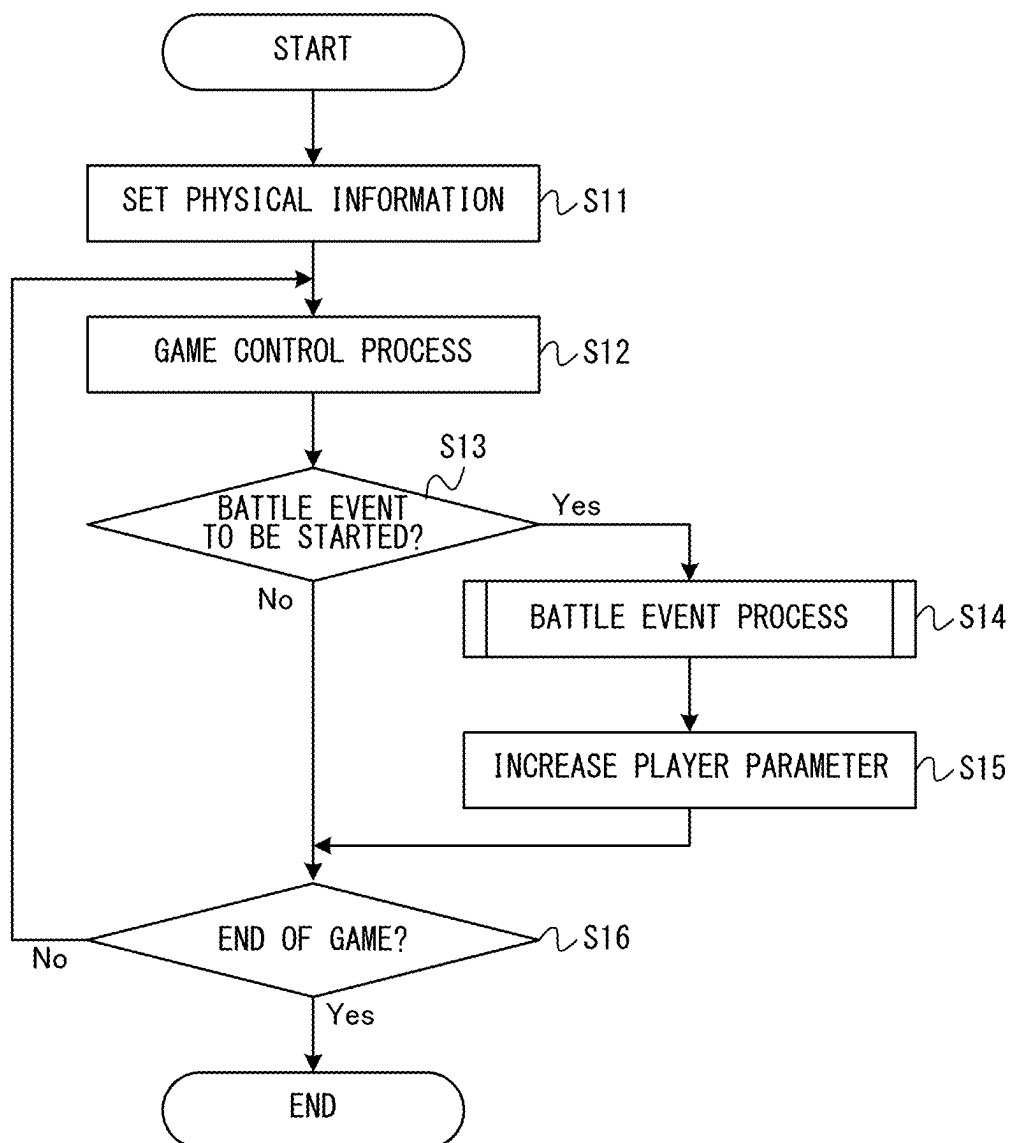 START
SET PHYSICAL INFORMATION
S11
GAME CONTROL PROCESS
S12
S13
BATTLE EVENT
TO BE STARTED?
Yes
No
BATTLE EVENT PROCESS
S14
INCREASE PLAYER PARAMETER
S15
END OF GAME?
S16
No
Yes
END